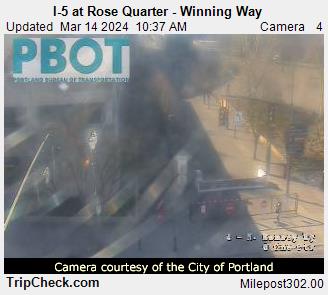 I-5 at Rose Quarter - Winning Way
Updated Mar 14 2024 10:37 AM Camera 4
PBOT
PORTLAND BUREAU OF TRANSPORTATION
Camera courtesy of the City of Portland
TripCheck.com Milepost302.00